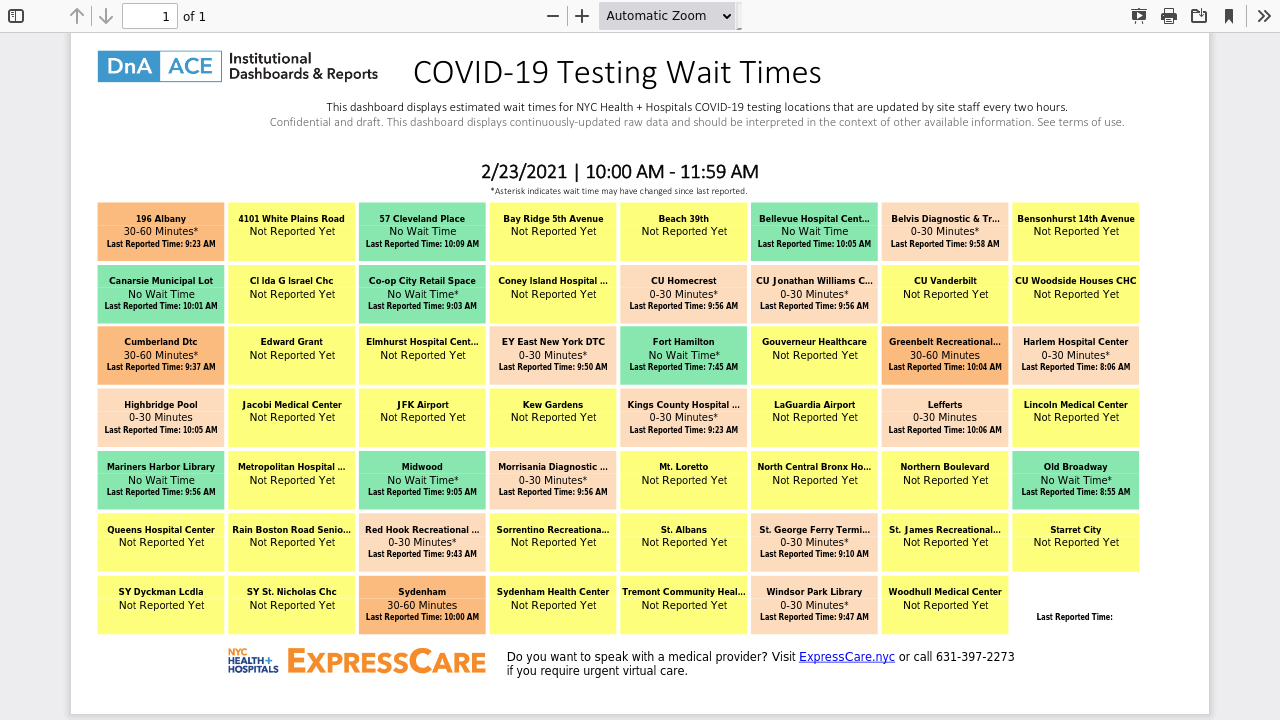 1 of 1
Automatic Zoom
DnA ACE Institutional
Dashboards & Reports
COVID-19 Testing Wait Times
This dashboard displays estimated wait times for NYC Health + Hospitals COVID-19 testing locations that are updated by site staff every two hours.
Confidential and draft. This dashboard displays continuously-updated raw data and should be interpreted in the context of other available information. See terms of use.
2/23/2021 | 10:00 AM - 11:59 AM
*Asterisk indicates wait time may have changed since last reported.
196 Albany
30-60 Minutes*
Last Reported Time: 9:23 AM
4101 White Plains Road
Not Reported Yet
57 Cleveland Place
No Wait Time
Last Reported Time: 10:09 AM
Bay Ridge 5th Avenue
Not Reported Yet
Beach 39th
Not Reported Yet
Bellevue Hospital Cent...
No Wait Time
Last Reported Time: 10:05 AM
Belvis Diagnostic & Tr...
0-30 Minutes*
Last Reported Time: 9:58 AM
Bensonhurst 14th Avenue
Not Reported Yet
Canarsie Municipal Lot
No Wait Time
Last Reported Time: 10:01 AM
CI Ida G Israel Chc
Not Reported Yet
Co-op City Retail Space
No Wait Time*
Last Reported Time: 9:03 AM
Coney Island Hospital ...
Not Reported Yet
CU Homecrest
0-30 Minutes*
Last Reported Time: 9:56 AM
CU Jonathan Williams C...
0-30 Minutes*
Last Reported Time: 9:56 AM
CU Vanderbilt
Not Reported Yet
CU Woodside Houses CHC
Not Reported Yet
Cumberland Dtc
30-60 Minutes*
Last Reported Time: 9:37 AM
Edward Grant
Not Reported Yet
Elmhurst Hospital Cent...
Not Reported Yet
EY East New York DTC
0-30 Minutes*
Last Reported Time: 9:50 AM
Fort Hamilton
No Wait Time*
Last Reported Time: 7:45 AM
Gouverneur Healthcare
Not Reported Yet
Greenbelt Recreational...
30-60 Minutes
Last Reported Time: 10:04 AM
Harlem Hospital Center
0-30 Minutes*
Last Reported Time: 8:06 AM
Highbridge Pool
0-30 Minutes
Last Reported Time: 10:05 AM
Jacobi Medical Center
Not Reported Yet
JFK Airport
Not Reported Yet
Kew Gardens
Not Reported Yet
Kings County Hospital ...
0-30 Minutes*
Last Reported Time: 9:23 AM
LaGuardia Airport
Not Reported Yet
Lefferts
0-30 Minutes
Last Reported Time: 10:06 AM
Lincoln Medical Center
Not Reported Yet
Mariners Harbor Library
No Wait Time
Last Reported Time: 9:56 AM
Metropolitan Hospital ...
Not Reported Yet
Midwood
No Wait Time*
Last Reported Time: 9:05 AM
Morrisania Diagnostic ...
0-30 Minutes*
Last Reported Time: 9:56 AM
Mt. Loretto
Not Reported Yet
North Central Bronx Ho...
Not Reported Yet
Northern Boulevard
Not Reported Yet
Old Broadway
No Wait Time*
Last Reported Time: 8:55 AM
Queens Hospital Center
Not Reported Yet
Rain Boston Road Senio...
Not Reported Yet
Red Hook Recreational ...
0-30 Minutes*
Last Reported Time: 9:43 AM
Sorrentino Recreationa...
Not Reported Yet
St. Albans
Not Reported Yet
St. George Ferry Termi...
0-30 Minutes*
Last Reported Time: 9:10 AM
St. James Recreational...
Not Reported Yet
Starret City
Not Reported Yet
SY Dyckman Lcdla
Not Reported Yet
SY St. Nicholas Chc
Not Reported Yet
Sydenham
30-60 Minutes
Last Reported Time: 10:00 AM
Sydenham Health Center
Not Reported Yet
Tremont Community Heal...
Not Reported Yet
Windsor Park Library
0-30 Minutes*
Last Reported Time: 9:47 AM
Woodhull Medical Center
Not Reported Yet
Last Reported Time:
NYC
HEALTH+
HOSPITALS
EXPRESSCARE
Do you want to speak with a medical provider? Visit ExpressCare.nyc or call 631-397-2273
if you require urgent virtual care.